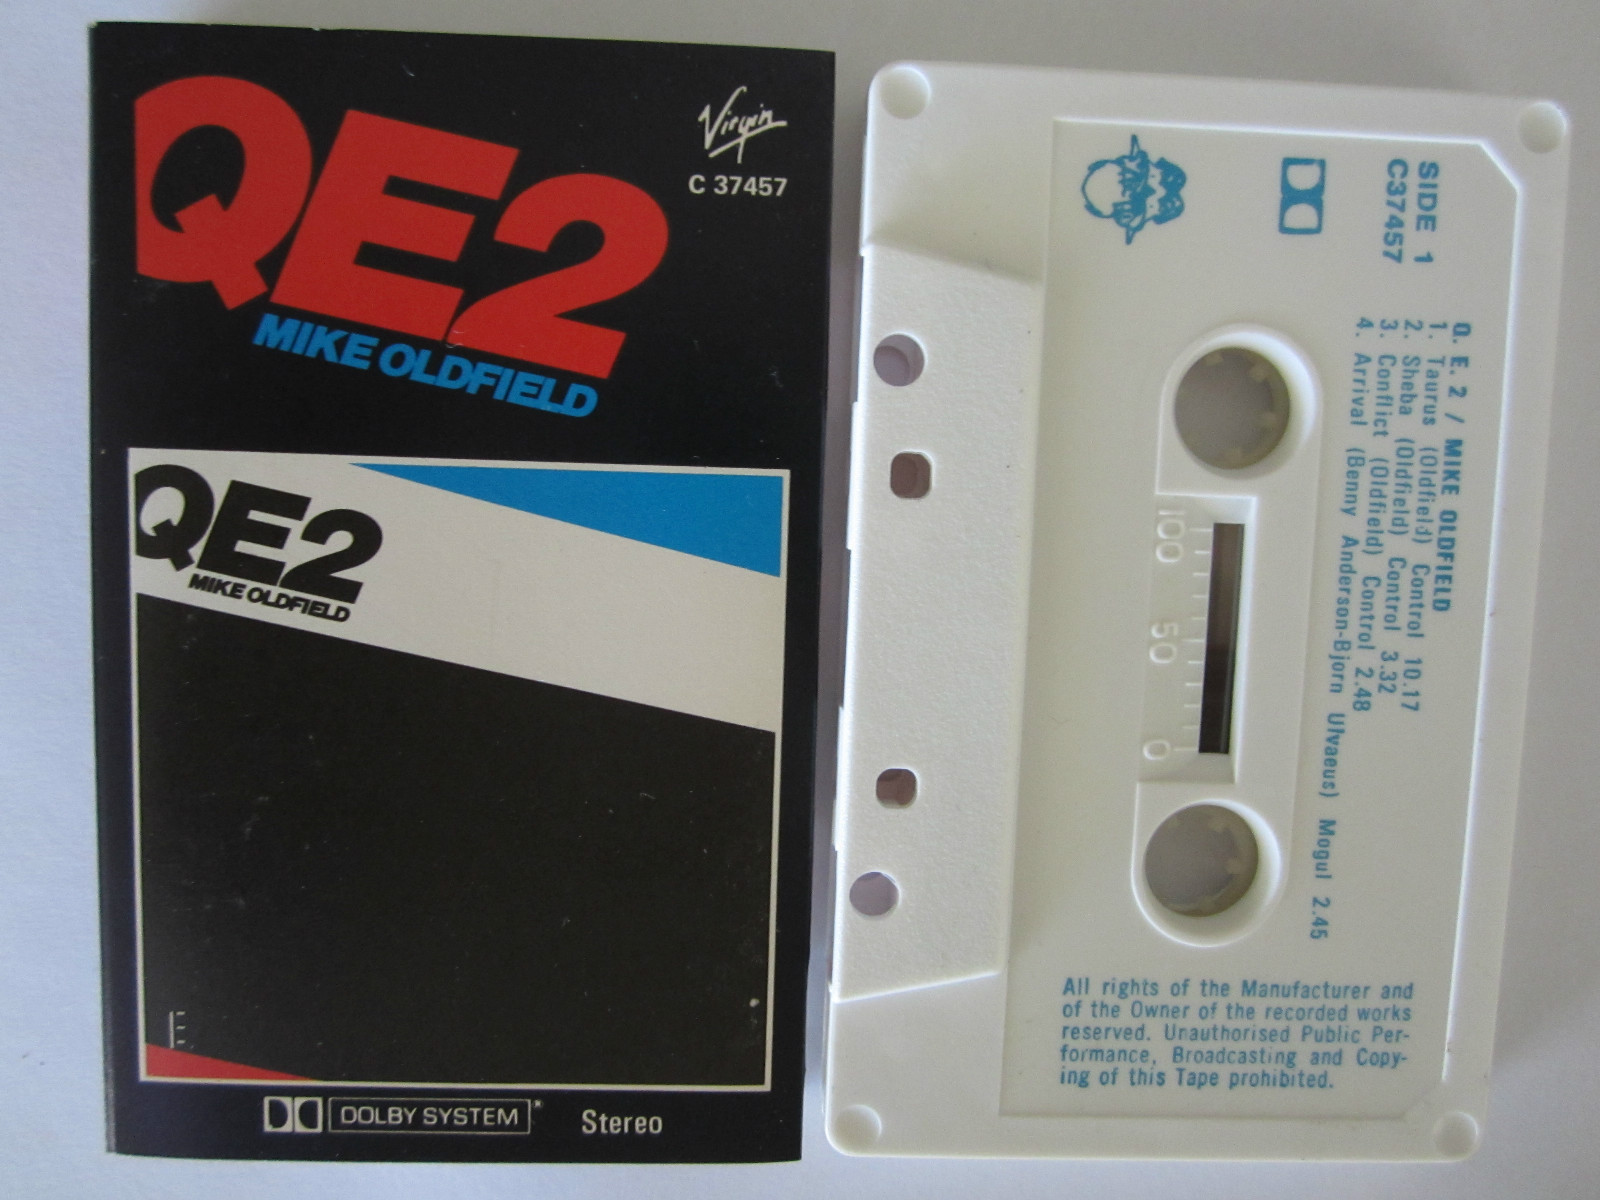 QE2
MIKE OLDFIELD
Virgin
C 37457
QE2
MIKE OLDFIELD
DOLBY SYSTEM
Stereo
SIDE 1
C37457
Q. E. 2 / MIKE OLDFIELD
1. Taurus (Oldfield) Control 10.17
2. Sheba (Oldfield) Control 3.32
3. Conflict (Oldfield) Control 2.48
4. Arrival (Benny Anderson-Bjorn Ulvaeus) Mogul 2.45
100 50 0
All rights of the Manufacturer and
of the Owner of the recorded works
reserved. Unauthorised Public Per-
formance, Broadcasting and Copy-
ing of this Tape prohibited.